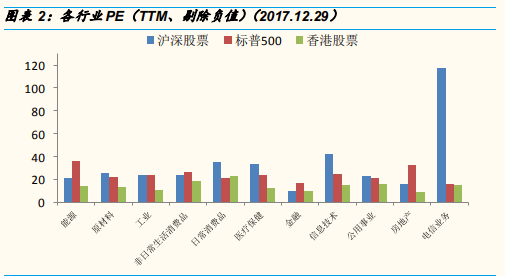 图表 2：各行业 PE（TTM、剔除负值）（2017.12.29）
沪深股票 标普500 香港股票
120
100
80
60
40
20
0
能源 原材料 工业 非日常生活消费品 日常消费品 医疗保健 金融 信息技术 公用事业 房地产 电信业务